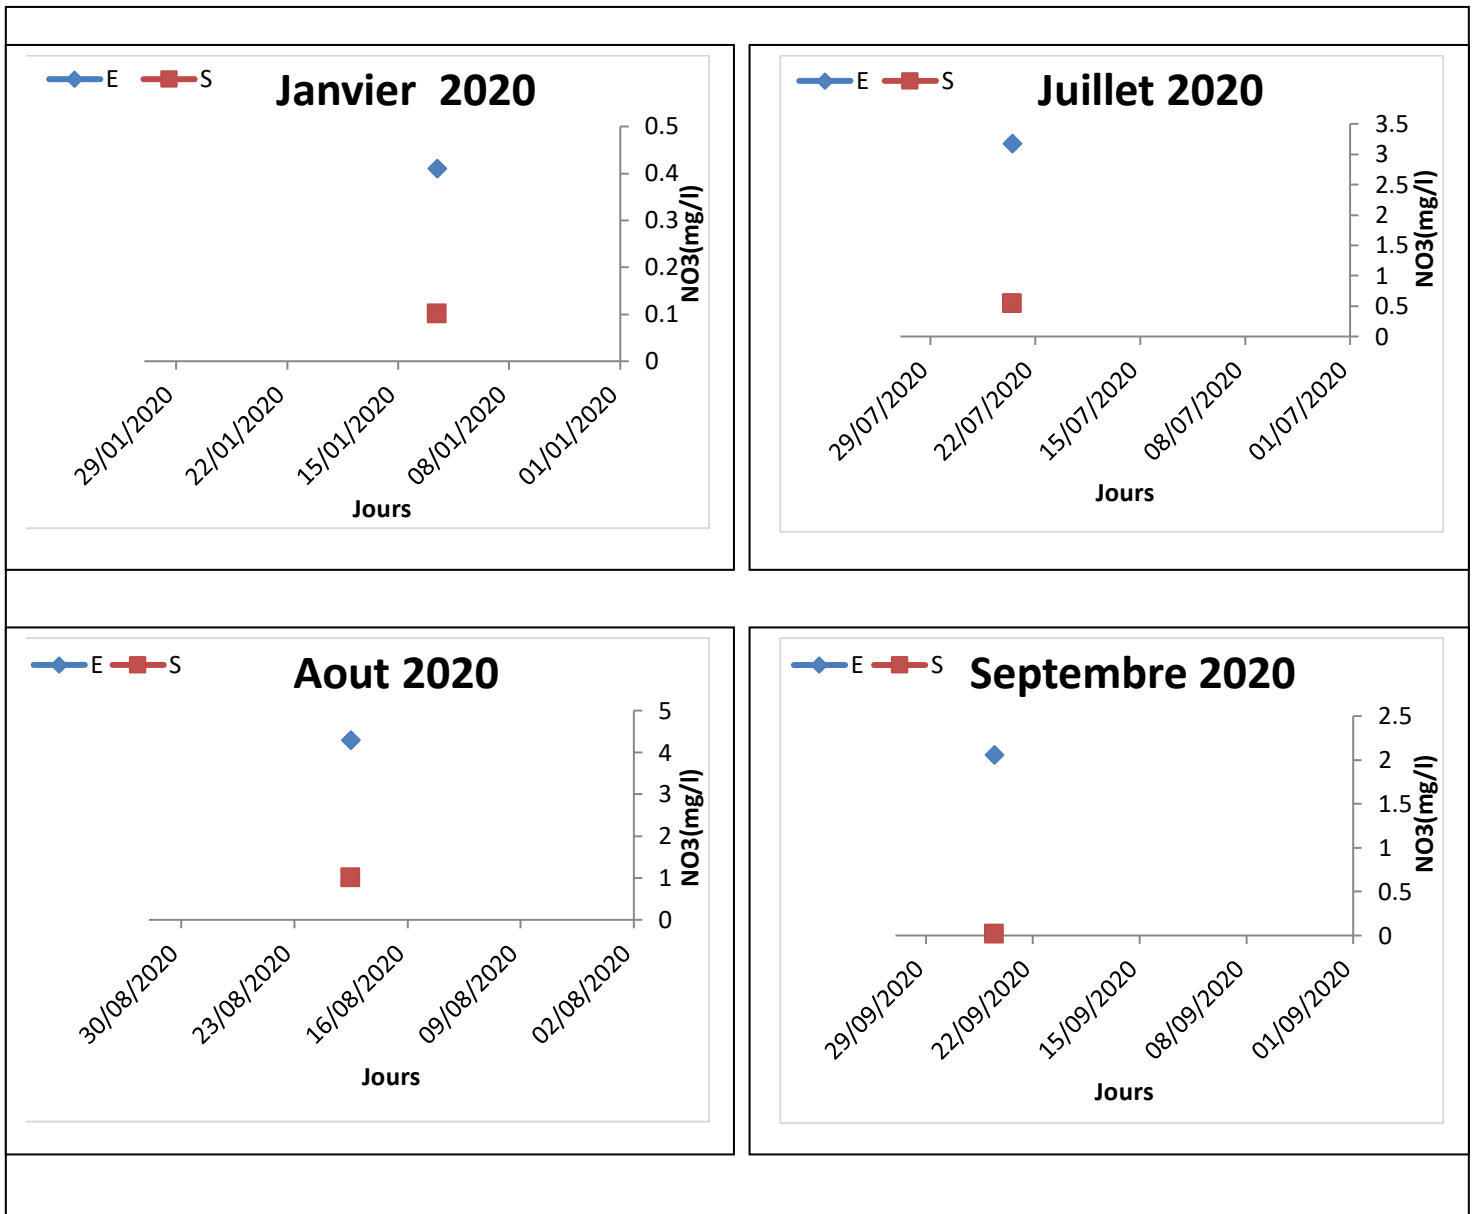 E S
Janvier 2020
0.5
0.4
0.3
0.2
0.1
0
NO3(mg/l)
29/01/2020
22/01/2020
15/01/2020
08/01/2020
01/01/2020
Jours
E S
Juillet 2020
3.5
3
2.5
2
1.5
1
0.5
0
NO3(mg/l)
29/07/2020
22/07/2020
15/07/2020
08/07/2020
01/07/2020
Jours
E S
Aout 2020
5
4
3
2
1
0
NO3(mg/l)
30/08/2020
23/08/2020
16/08/2020
09/08/2020
02/08/2020
Jours
E S
Septembre 2020
2.5
2
1.5
1
0.5
0
NO3(mg/l)
29/09/2020
22/09/2020
15/09/2020
08/09/2020
01/09/2020
Jours